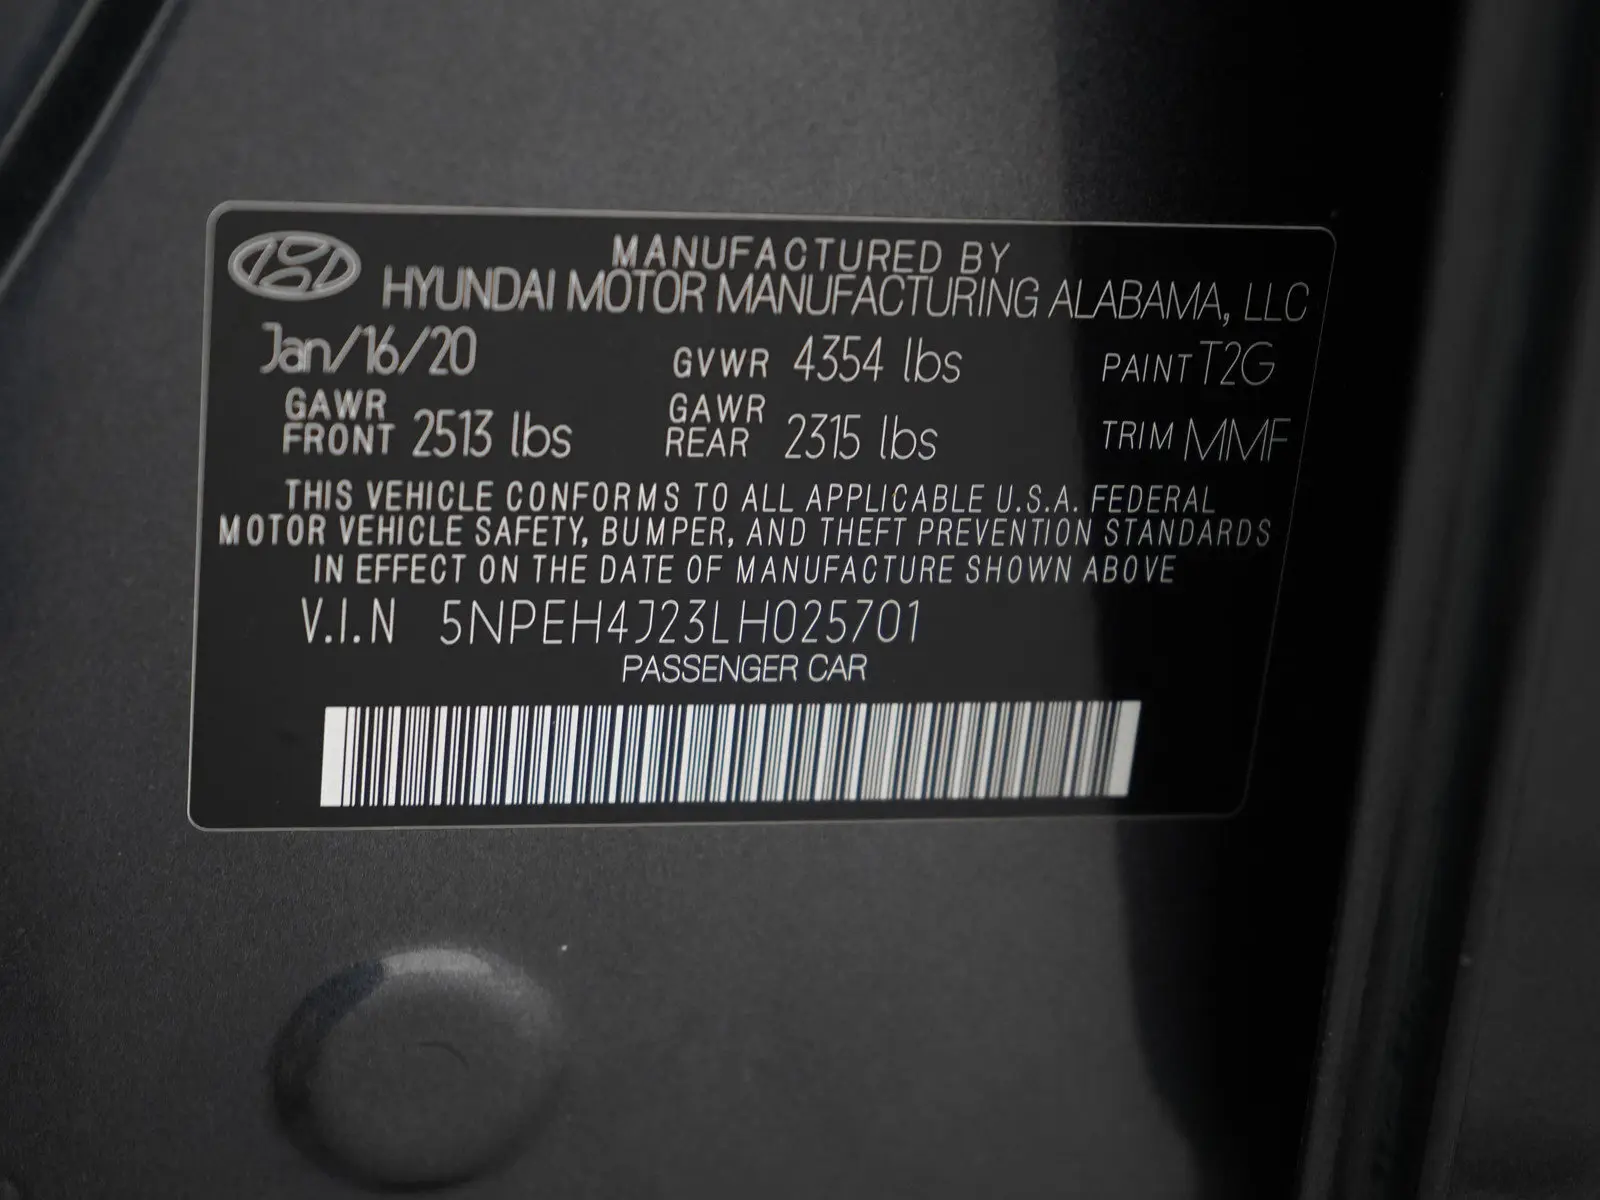 MANUFACTURED BY
HYUNDAI MOTOR MANUFACTURING ALABAMA, LLC
Jan/16/20 GVWR 4354 lbs PAINT T2G
GAWR FRONT 2513 lbs GAWR REAR 2315 lbs TRIM MMF
THIS VEHICLE CONFORMS TO ALL APPLICABLE U.S.A. FEDERAL
MOTOR VEHICLE SAFETY, BUMPER, AND THEFT PREVENTION STANDARDS
IN EFFECT ON THE DATE OF MANUFACTURE SHOWN ABOVE
V.I.N 5NPEH4J23LH025701
PASSENGER CAR